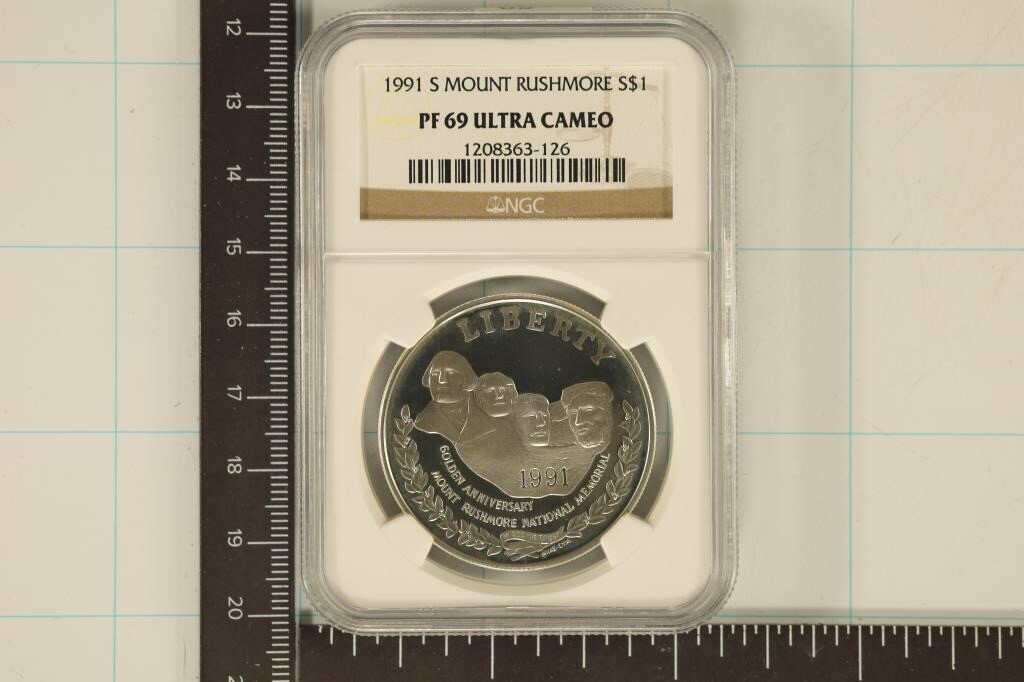 1991 S MOUNT RUSHMORE S$1
PF 69 ULTRA CAMEO
1208363-126
NGC
LIBERTY
1991
GOLDEN ANNIVERSARY
MOUNT RUSHMORE NATIONAL MEMORIAL
12
13
14
15
16
17
18
19
20